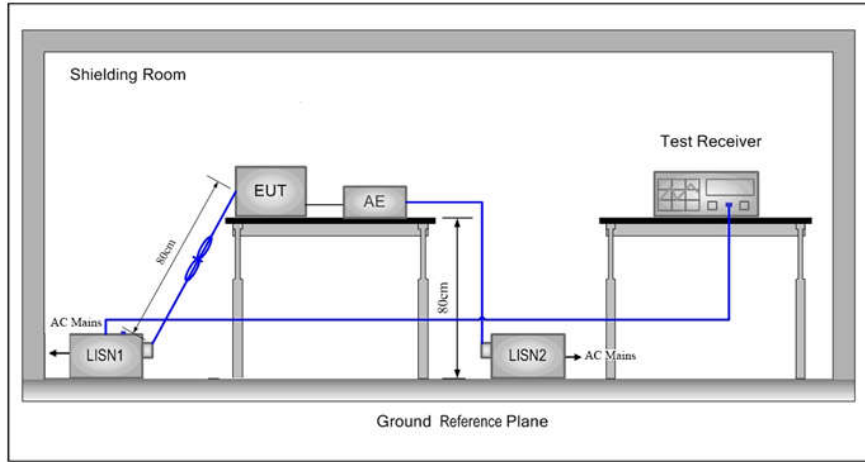 Shielding Room
Test Receiver
EUT
AE
80cm
80cm
AC Mains
LISN1
LISN2
AC Mains
Ground Reference Plane